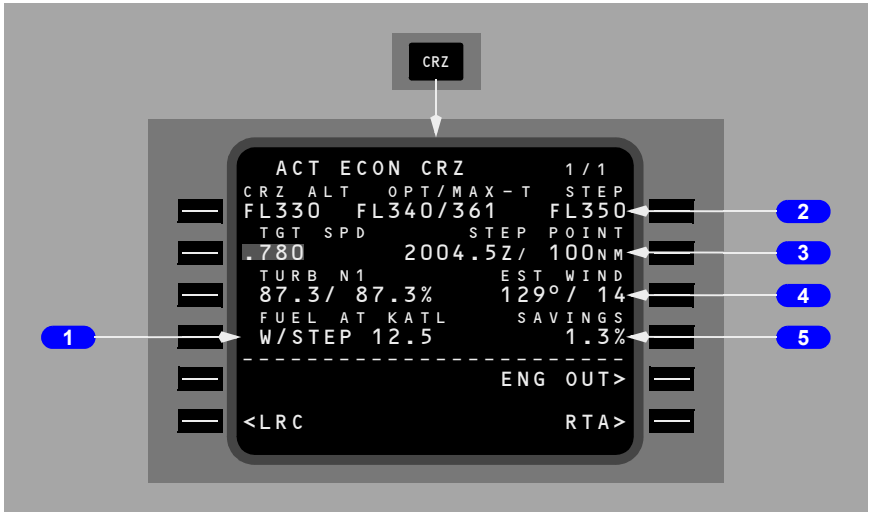 CRZ
ACT ECON CRZ 1/1
CRZ ALT OPT/MAX-T STEP
FL330 FL340/361 FL350
2
TGT SPD STEP POINT
.780 2004.5Z/ 100NM
3
TURB N1 EST WIND
87.3/ 87.3% 129°/ 14
4
FUEL AT KATL SAVINGS
1
W/STEP 12.5 1.3%
5
------------------------
ENG OUT>
<LRC RTA>